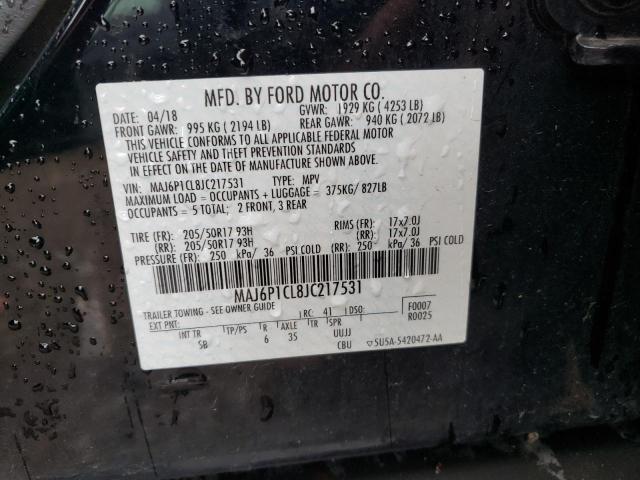 MFD. BY FORD MOTOR CO.
DATE: 04/18 GVWR: 1929 KG ( 4253 LB)
FRONT GAWR: 995 KG ( 2194 LB) REAR GAWR: 940 KG ( 2072 LB)
THIS VEHICLE CONFORMS TO ALL APPLICABLE FEDERAL MOTOR
VEHICLE SAFETY AND THEFT PREVENTION STANDARDS
IN EFFECT ON THE DATE OF MANUFACTURE SHOWN ABOVE.
VIN: MAJ6P1CL8JC217531 TYPE: MPV
MAXIMUM LOAD = OCCUPANTS + LUGGAGE = 375KG/ 827LB
OCCUPANTS = 5 TOTAL; 2 FRONT, 3 REAR
TIRE (FR): 205/50R17 93H RIMS (FR): 17x7.0J
(RR): 205/50R17 93H (RR): 17x7.0J
PRESSURE (FR): 250 kPa/ 36 PSI COLD (RR): 250 kPa/ 36 PSI COLD
MAJ6P1CL8JC217531
TRAILER TOWING - SEE OWNER GUIDE
EXT PNT: RC: 41 DSO: F0007
R0025
INT TR TP/PS R AXLE TR SPR
SB 6 35 UUJJ
CBU ▽SU5A-5420472-AA